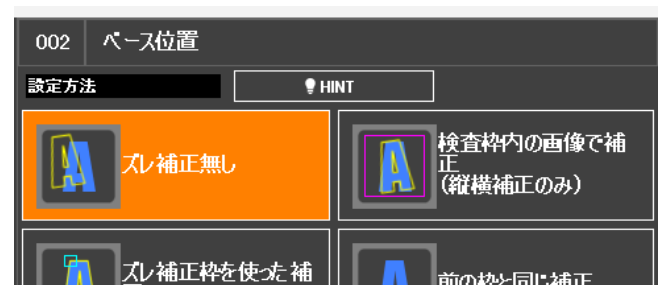 002 ベース位置
設定方法 HINT
ズレ補正無し
検査枠内の画像で補
正
(縦横補正のみ)
ズレ補正枠を使った補
前の枠と同じ補正